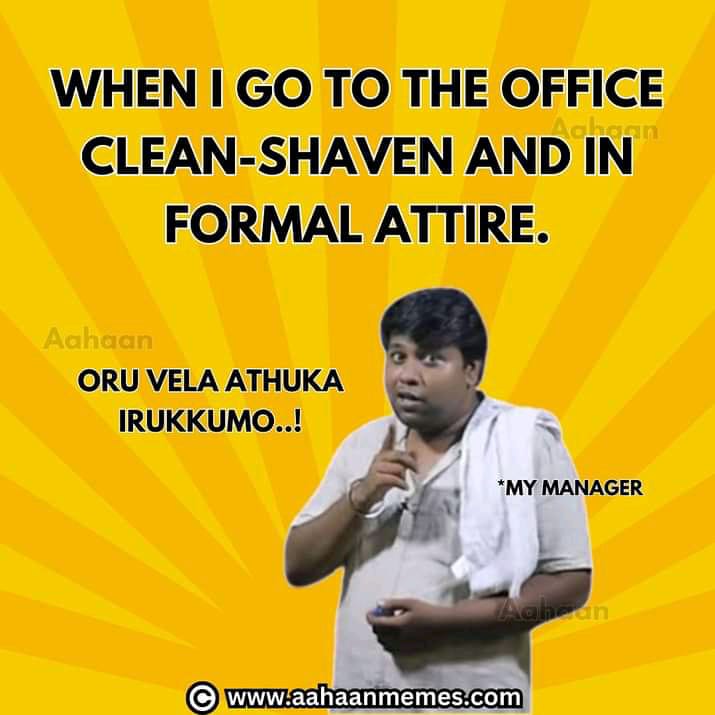 WHEN I GO TO THE OFFICE
Aahaan
CLEAN-SHAVEN AND IN
FORMAL ATTIRE.
Aahaan
ORU VELA ATHUKA
IRUKKUMO..!
*MY MANAGER
Aahaan
© www.aahaanmemes.com